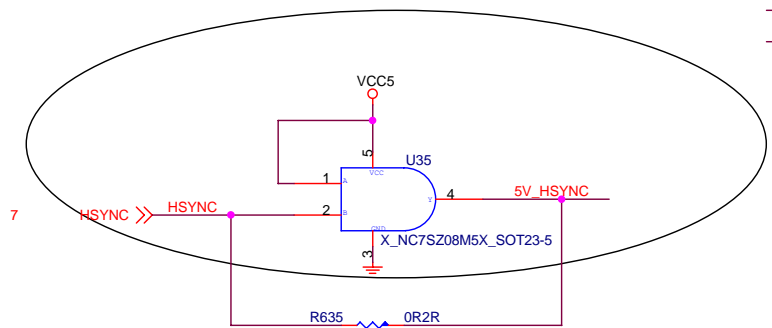 VCC5
U35
5
VCC
1
A
4
Y
5V_HSYNC
7
HSYNC
HSYNC
2
B
GND
3
X_NC7SZ08M5X_SOT23-5
R635
0R2R